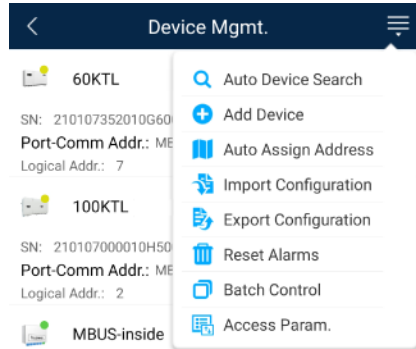 Device Mgmt.
60KTL
SN: 210107352010G60
Port-Comm Addr.: ME
Logical Addr.: 7
100KTL
SN: 210107000010H50
Port-Comm Addr.: ME
Logical Addr.: 2
MBUS-inside
Auto Device Search
Add Device
Auto Assign Address
Import Configuration
Export Configuration
Reset Alarms
Batch Control
Access Param.